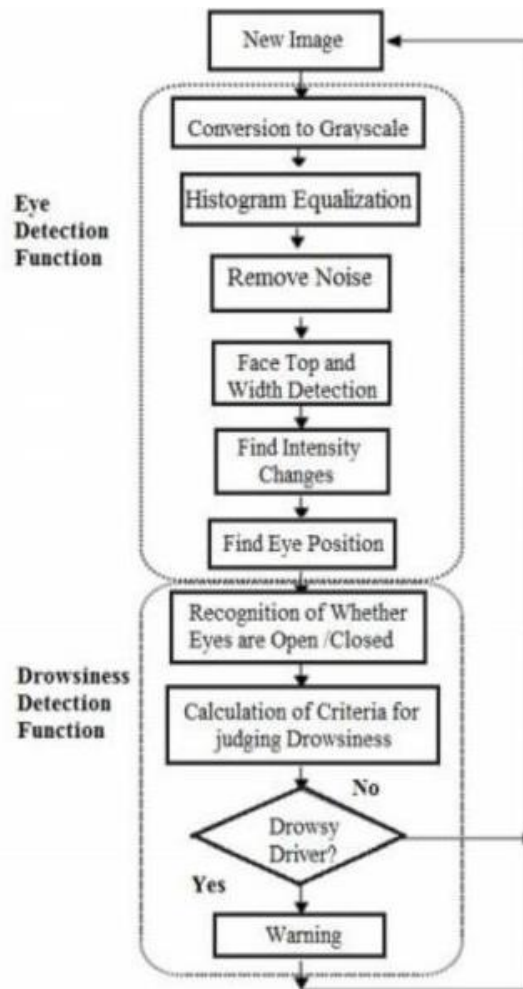 New Image
Conversion to Grayscale
Eye
Detection
Function
Histogram Equalization
Remove Noise
Face Top and
Width Detection
Find Intensity
Changes
Find Eye Position
Recognition of Whether
Eyes are Open /Closed
Drowsiness
Detection
Function
Calculation of Criteria for
judging Drowsiness
No
Drowsy
Driver?
Yes
Warning